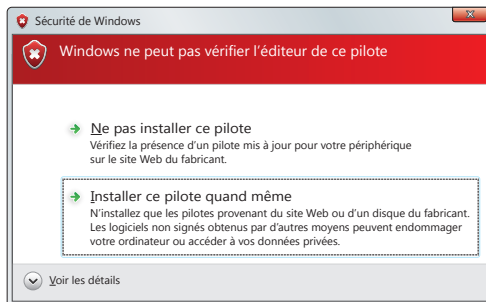 Sécurité de Windows
Windows ne peut pas vérifier l'éditeur de ce pilote
Ne pas installer ce pilote
Vérifiez la présence d'un pilote mis à jour pour votre périphérique
sur le site Web du fabricant.
Installer ce pilote quand même
N'installez que les pilotes provenant du site Web ou d'un disque du fabricant.
Les logiciels non signés obtenus par d'autres moyens peuvent endommager
votre ordinateur ou accéder à vos données privées.
Voir les détails